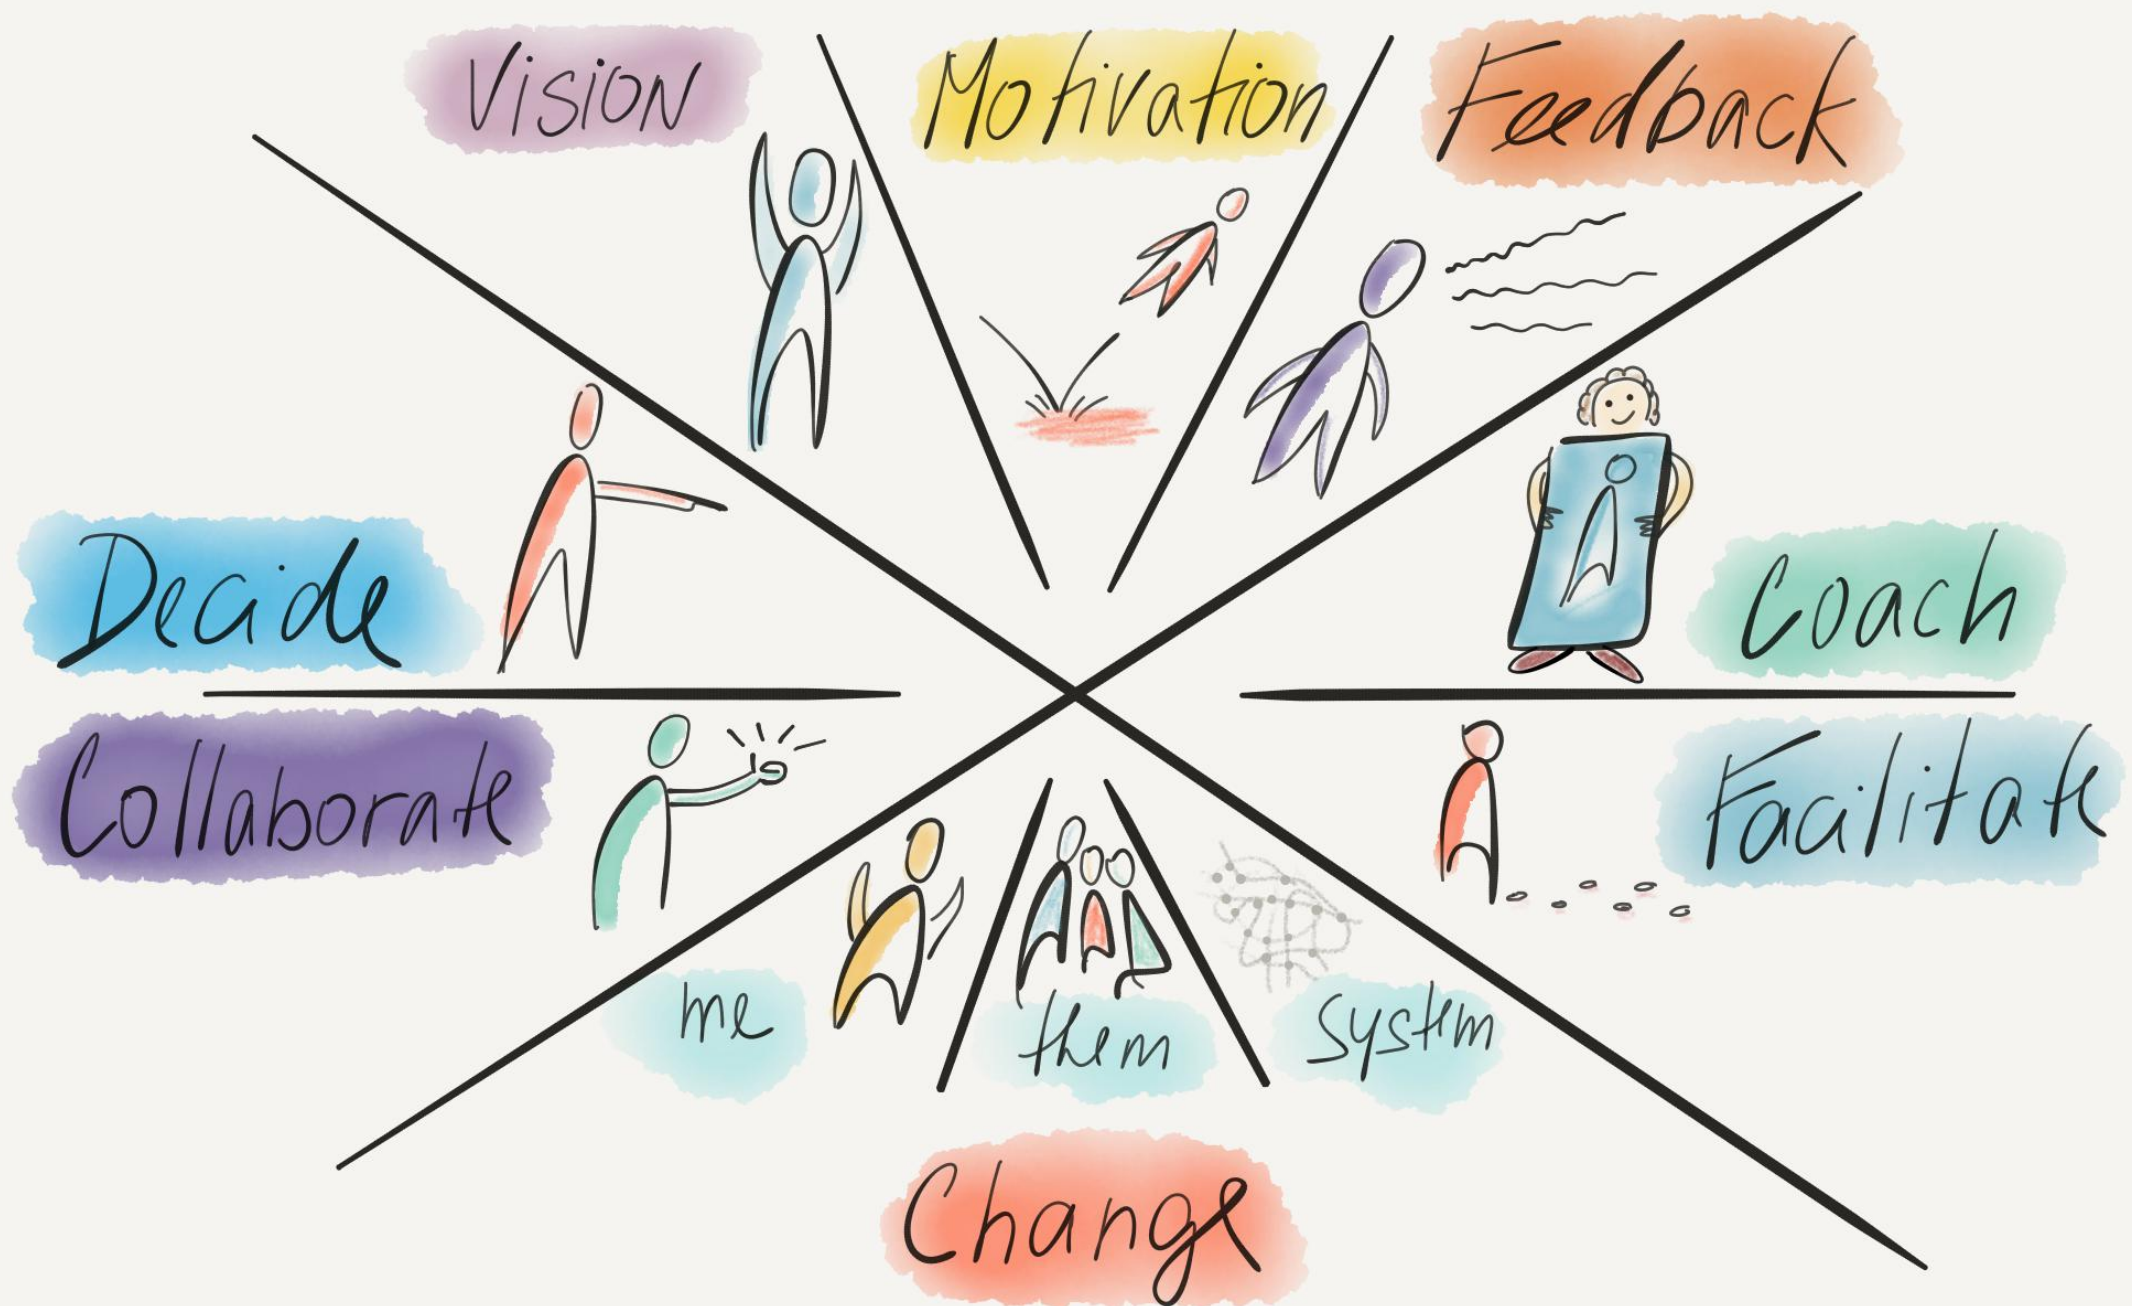 Vision
Motivation
Feedback
Decide
Coach
Collaborate
Facilitate
me
them
system
Change